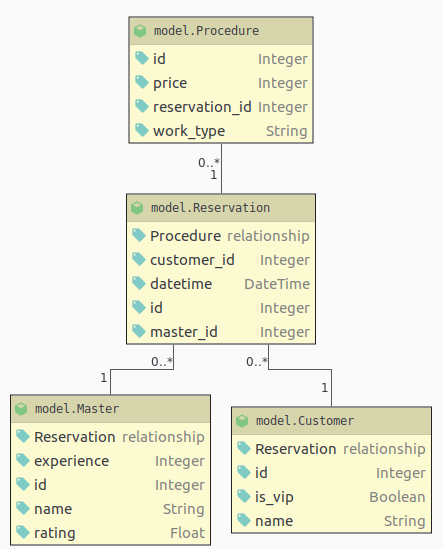 model.Procedure
id Integer
price Integer
reservation_id Integer
work_type String
0..*
1
model.Reservation
Procedure relationship
customer_id Integer
datetime DateTime
id Integer
master_id Integer
0..* 0..*
1 1
model.Master
Reservation relationship
experience Integer
id Integer
name String
rating Float
model.Customer
Reservation relationship
id Integer
is_vip Boolean
name String